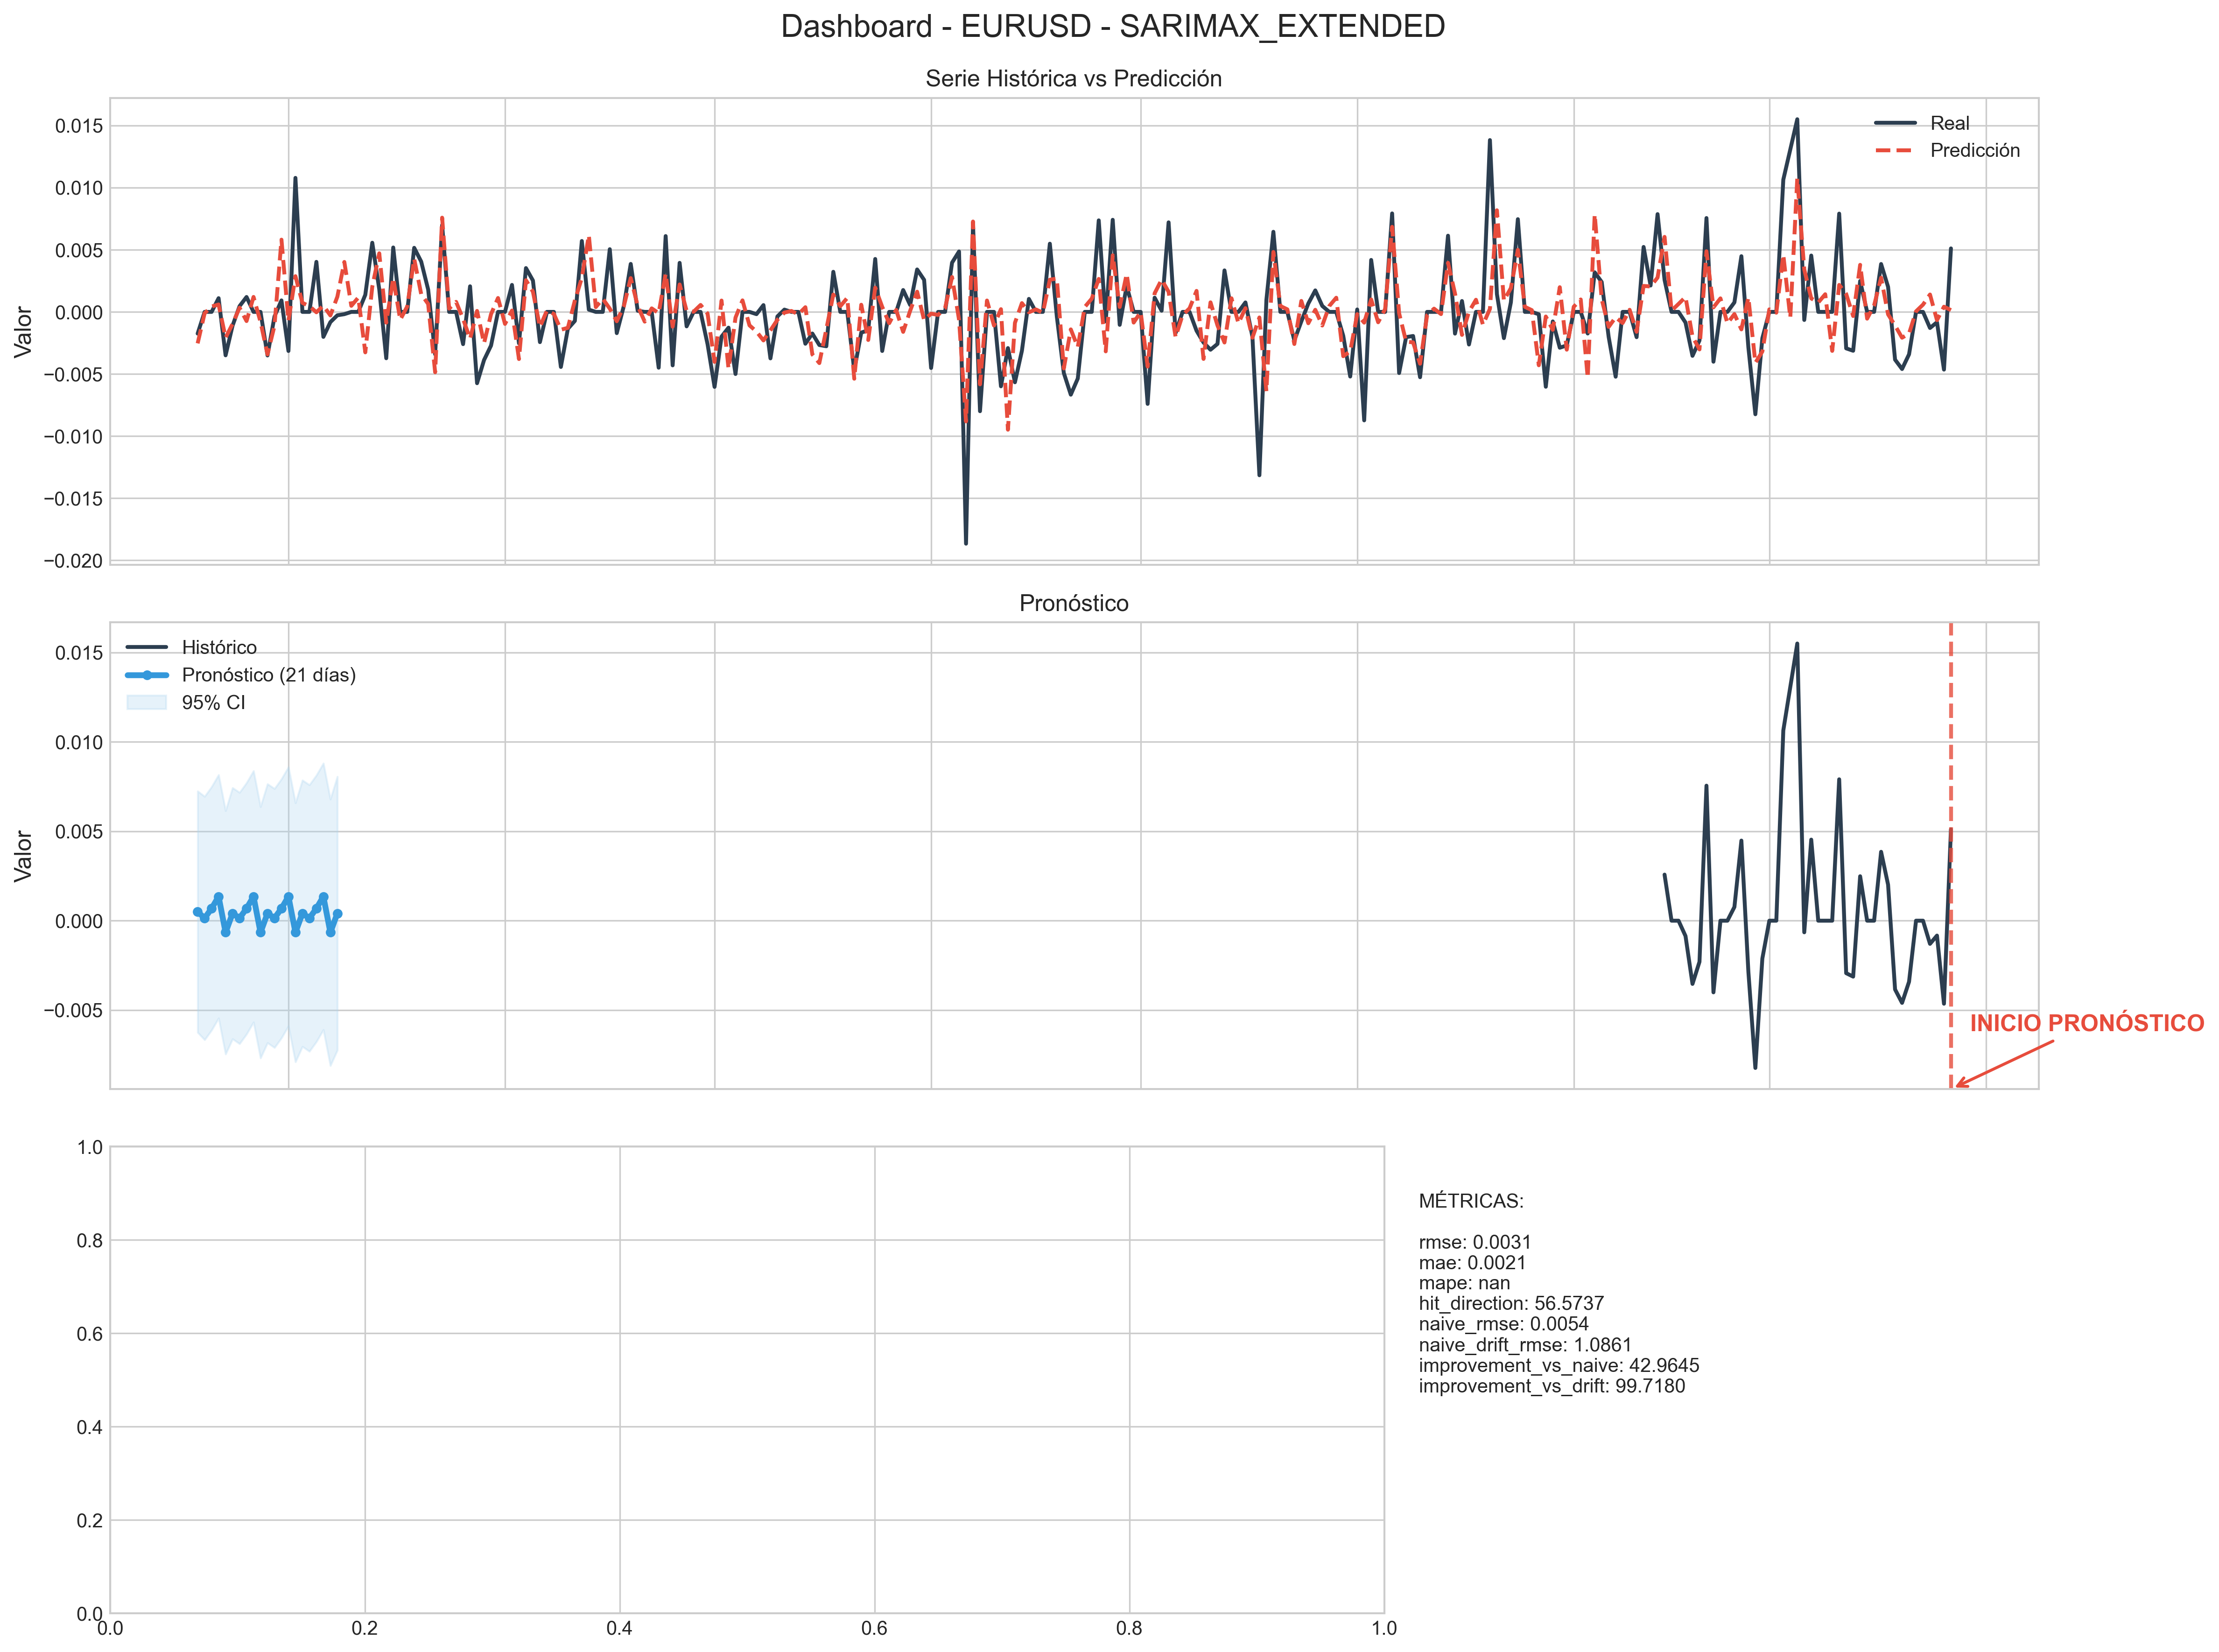 Dashboard - EURUSD - SARIMAX_EXTENDED
Serie Histórica vs Predicción
Valor
0.015
0.010
0.005
0.000
−0.005
−0.010
−0.015
−0.020
Real
Predicción
Pronóstico
Valor
0.015
0.010
0.005
0.000
−0.005
Histórico
Pronóstico (21 días)
95% CI
INICIO PRONÓSTICO
1.0
0.8
0.6
0.4
0.2
0.0
0.0 0.2 0.4 0.6 0.8 1.0
MÉTRICAS:
rmse: 0.0031
mae: 0.0021
mape: nan
hit_direction: 56.5737
naive_rmse: 0.0054
naive_drift_rmse: 1.0861
improvement_vs_naive: 42.9645
improvement_vs_drift: 99.7180